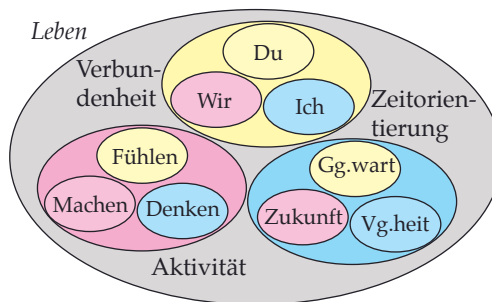 Leben
Du
Verbun-
denheit
Wir
Ich
Zeitorien-
tierung
Fühlen
Gg.wart
Machen
Denken
Zukunft
Vg.heit
Aktivität